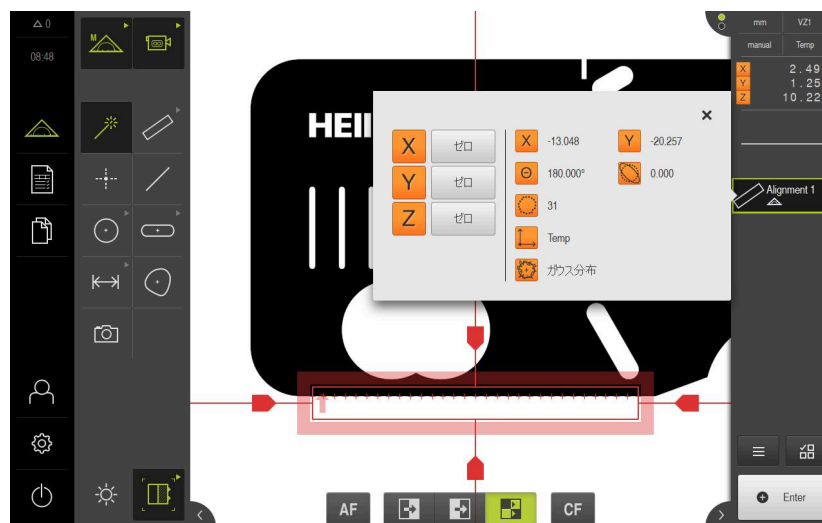 0
08:48
M
HEI
X ゼロ
Y ゼロ
Z ゼロ
X -13.048 Y -20.257
Θ 180.000° 0.000
31
Temp
ガウス分布
mm VZ1
manual Temp
X 2.49
Y 1.25
Z 10.22
Alignment 1
AF
CF
Enter